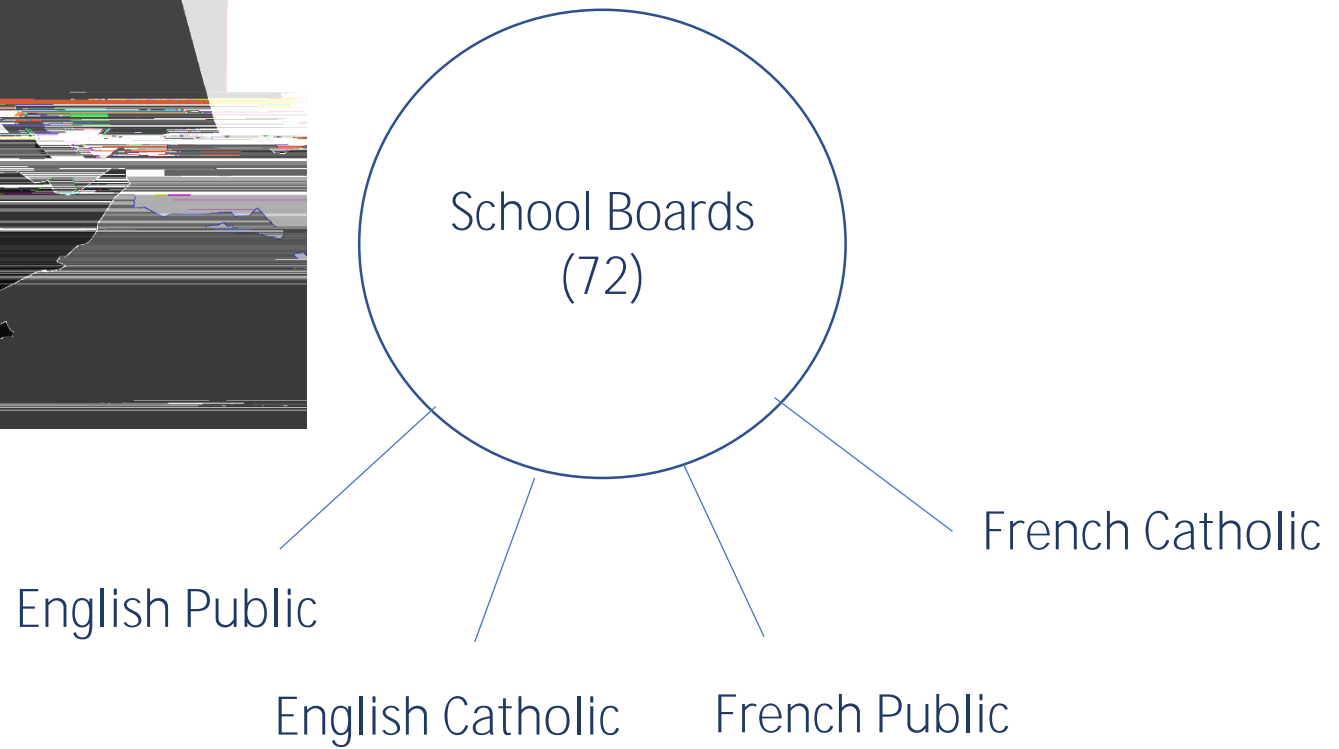 School Boards
(72)
French Catholic
English Public
English Catholic
French Public